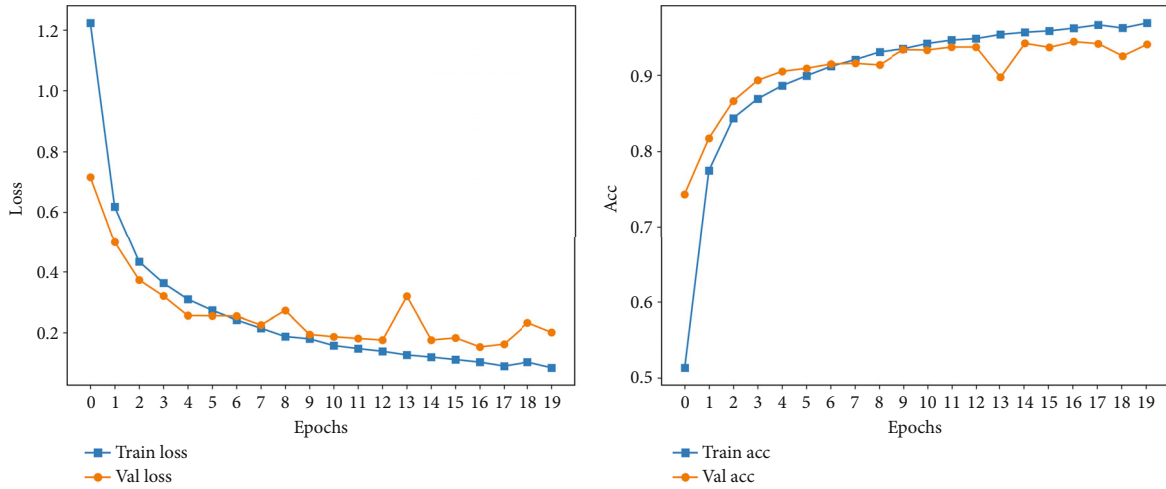 1.2
1.0
0.8
0.6
0.4
0.2
Loss
0 1 2 3 4 5 6 7 8 9 10 11 12 13 14 15 16 17 18 19
Epochs
Train loss
Val loss
0.9
0.8
0.7
0.6
0.5
Acc
0 1 2 3 4 5 6 7 8 9 10 11 12 13 14 15 16 17 18 19
Epochs
Train acc
Val acc